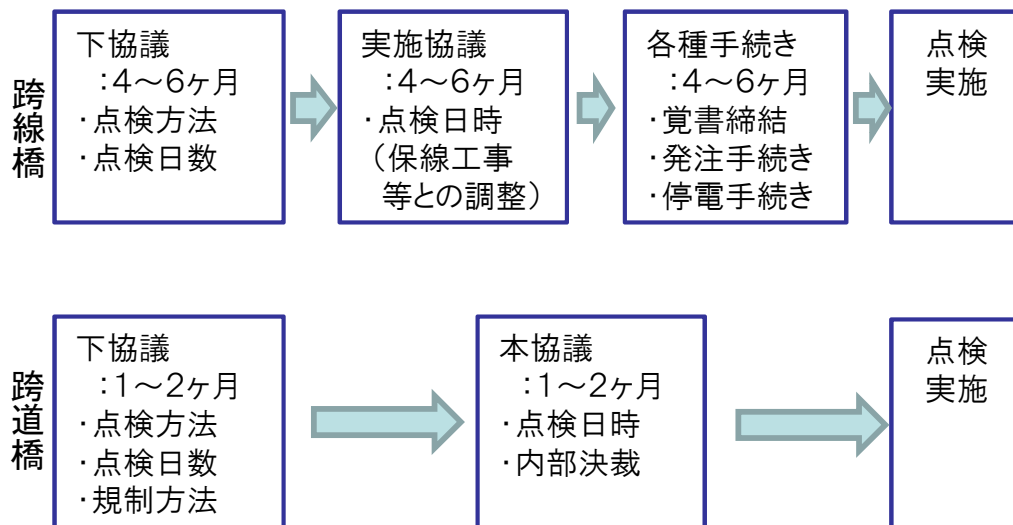 跨線橋
下協議
:4~6ヶ月
・点検方法
・点検日数
実施協議
:4~6ヶ月
・点検日時
(保線工事
等との調整)
各種手続き
:4~6ヶ月
・覚書締結
・発注手続き
・停電手続き
点検
実施
跨道橋
下協議
:1~2ヶ月
・点検方法
・点検日数
・規制方法
本協議
:1~2ヶ月
・点検日時
・内部決裁
点検
実施